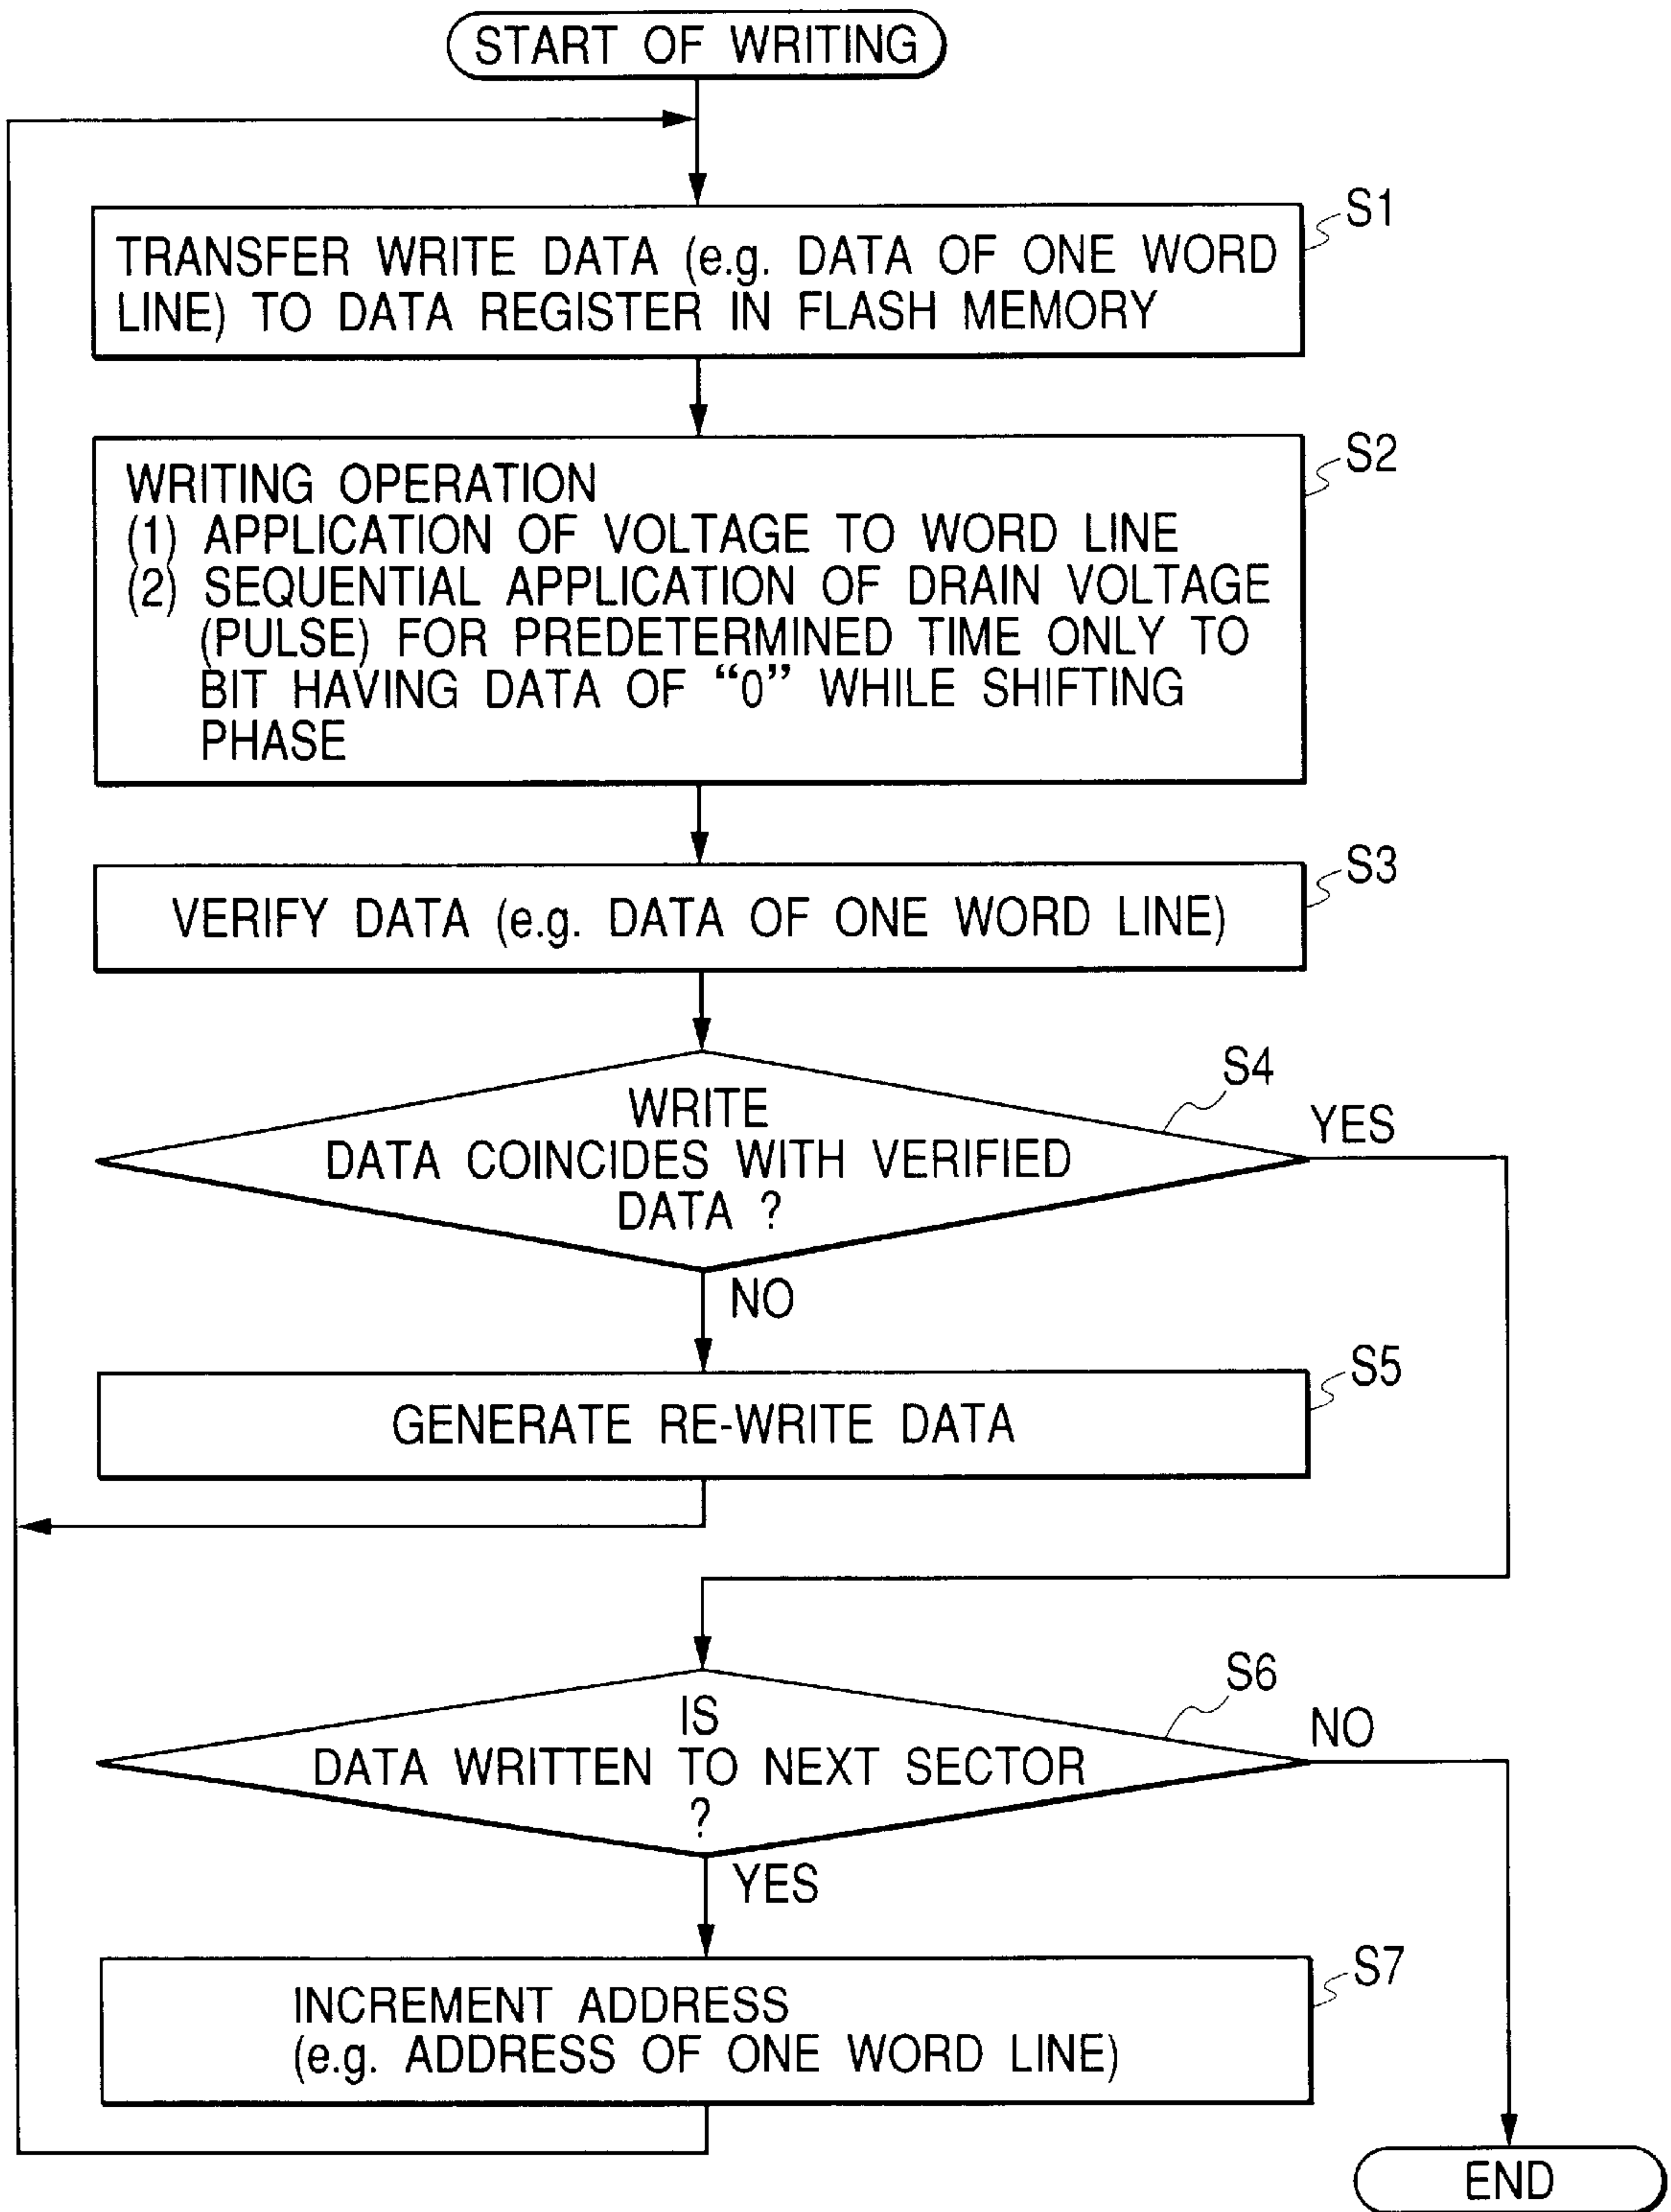 START OF WRITING
S1
TRANSFER WRITE DATA (e.g. DATA OF ONE WORD
LINE) TO DATA REGISTER IN FLASH MEMORY
S2
WRITING OPERATION
(1) APPLICATION OF VOLTAGE TO WORD LINE
(2) SEQUENTIAL APPLICATION OF DRAIN VOLTAGE
(PULSE) FOR PREDETERMINED TIME ONLY TO
BIT HAVING DATA OF “0” WHILE SHIFTING
PHASE
S3
VERIFY DATA (e.g. DATA OF ONE WORD LINE)
S4
WRITE
DATA COINCIDES WITH VERIFIED
DATA ?
YES
NO
S5
GENERATE RE-WRITE DATA
S6
IS
DATA WRITTEN TO NEXT SECTOR
?
NO
YES
S7
INCREMENT ADDRESS
(e.g. ADDRESS OF ONE WORD LINE)
END